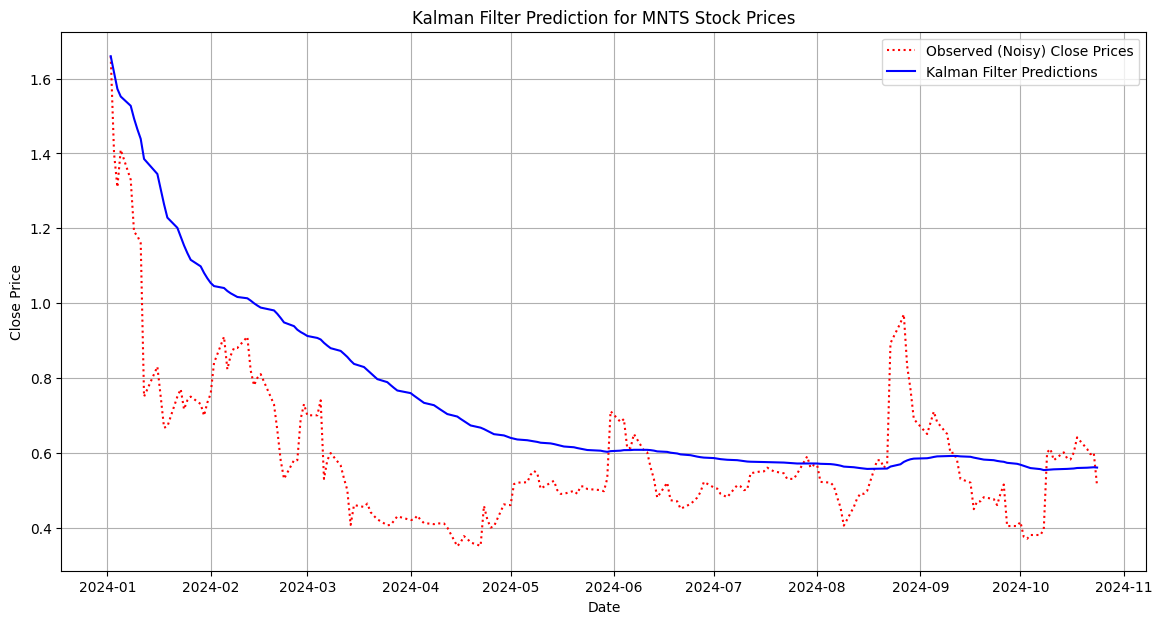 Kalman Filter Prediction for MNTS Stock Prices
Observed (Noisy) Close Prices
Kalman Filter Predictions
Close Price
1.6
1.4
1.2
1.0
0.8
0.6
0.4
2024-01 2024-02 2024-03 2024-04 2024-05 2024-06 2024-07 2024-08 2024-09 2024-10 2024-11
Date